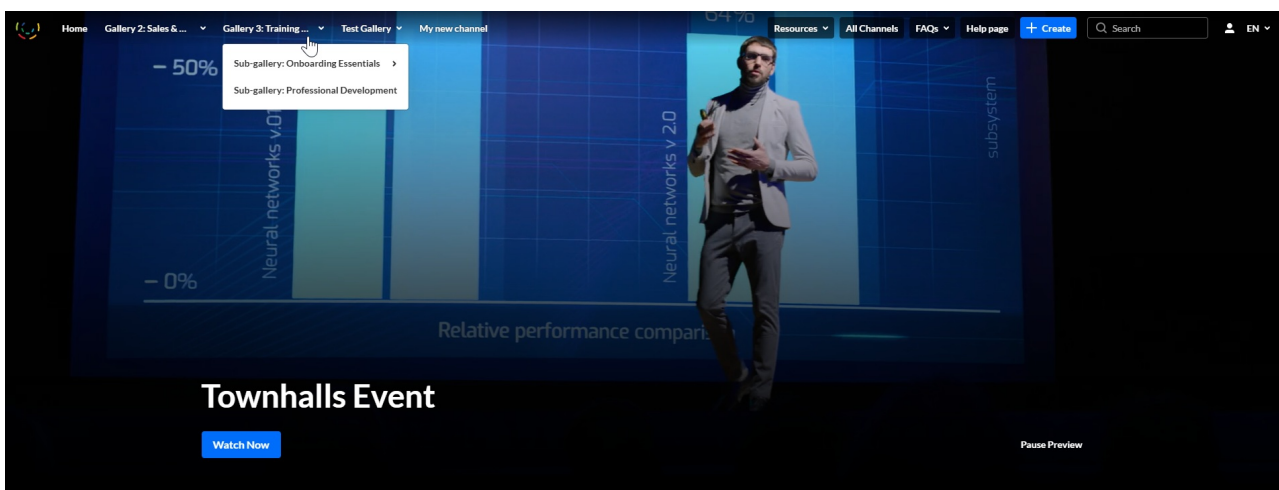 Home Gallery 2: Sales & ... Gallery 3: Training ... Test Gallery My new channel Resources All Channels FAQs Help page + Create Search EN
64%
Sub-gallery: Onboarding Essentials
Sub-gallery: Professional Development
– 50%
Neural networks v.01
Neural networks v 2.0
subsystem
– 0%
Relative performance
Townhalls Event
Watch Now
Pause Preview